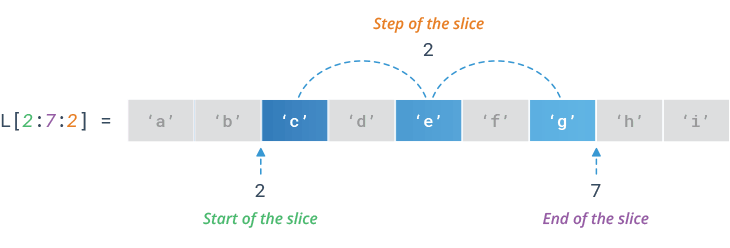 Step of the slice
2
L[2:7:2] = ‘a’ ‘b’ ‘c’ ‘d’ ‘e’ ‘f’ ‘g’ ‘h’ ‘i’
2 7
Start of the slice End of the slice